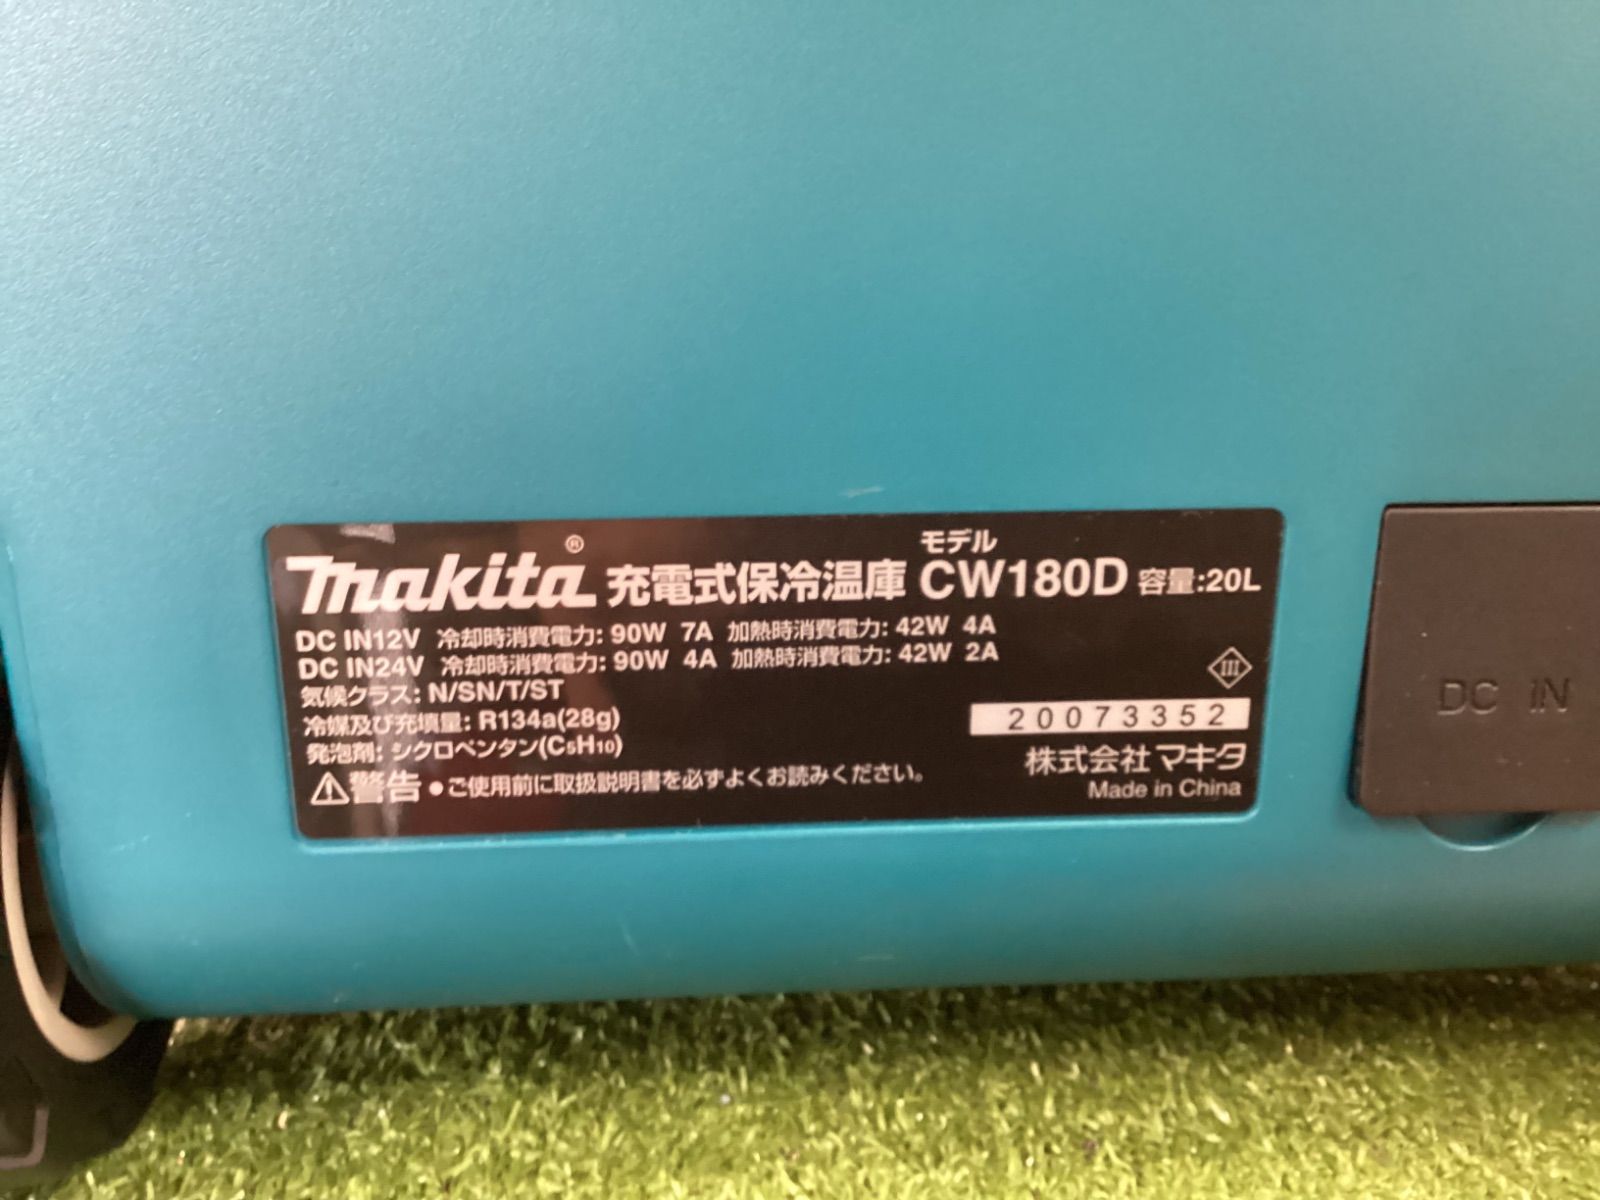 makita® 充電式保冷温庫 モデル CW180D 容量:20L
DC IN12V 冷却時消費電力: 90W 7A 加熱時消費電力: 42W 4A
DC IN24V 冷却時消費電力: 90W 4A 加熱時消費電力: 42W 2A
気候クラス: N/SN/T/ST
III
冷媒及び充填量: R134a(28g)
20073352
発泡剤: シクロペンタン(C5H10)
株式会社 マキタ
⚠警告 ●ご使用前に取扱説明書を必ずよくお読みください。
Made in China
DC IN